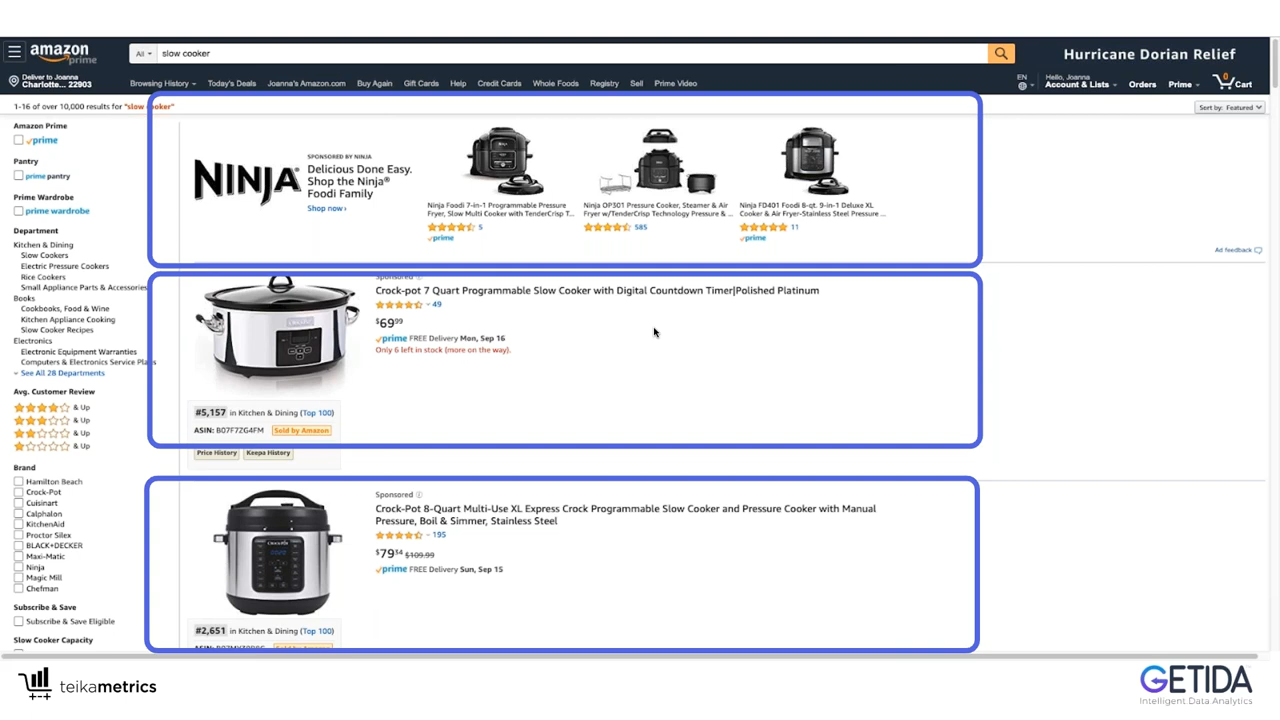 amazon
prime
All
slow cooker
Hurricane Dorian Relief
Deliver to Joanna
Charlotte... 22903
Browsing History
Today's Deals
Joanna's Amazon.com
Buy Again
Gift Cards
Help
Credit Cards
Whole Foods
Registry
Sell
Prime Video
EN
Hello, Joanna
Account & Lists
Orders
Prime
0
Cart
1-16 of over 10,000 results for "slow cooker"
Sort by: Featured
Amazon Prime
prime
Pantry
prime pantry
Prime Wardrobe
prime wardrobe
Department
Kitchen & Dining
Slow Cookers
Electric Pressure Cookers
Rice Cookers
Small Appliance Parts & Accessories
Books
Cookbooks, Food & Wine
Kitchen Appliance Cooking
Slow Cooker Recipes
Electronics
Electronic Equipment Warranties
Computers & Electronics Service Plans
See All 28 Departments
Avg. Customer Review
& Up
& Up
& Up
& Up
Brand
Hamilton Beach
Crock-Pot
Cuisinart
Calphalon
KitchenAid
Proctor Silex
BLACK+DECKER
Maxi-Matic
Ninja
Magic Mill
Chefman
Subscribe & Save
Subscribe & Save Eligible
Slow Cooker Capacity
NINJA
SPONSORED BY NINJA
Delicious Done Easy.
Shop the Ninja®
Foodi Family
Shop now ›
Ninja Foodi 7-in-1 Programmable Pressure
Fryer, Slow Multi Cooker with TenderCrisp T...
5
prime
Ninja OP301 Pressure Cooker, Steamer & Air
Fryer w/TenderCrisp Technology Pressure & ...
585
Ninja FD401 Foodi 8-qt. 9-in-1 Deluxe XL
Cooker & Air Fryer-Stainless Steel Pressure ...
11
prime
Ad feedback
Sponsored
Crock-pot 7 Quart Programmable Slow Cooker with Digital Countdown Timer|Polished Platinum
49
$6999
prime FREE Delivery Mon, Sep 16
Only 6 left in stock (more on the way).
#5,157 in Kitchen & Dining (Top 100)
ASIN: B07F7ZG4FM Sold by Amazon
Price History Keepa History
Sponsored
Crock-Pot 8-Quart Multi-Use XL Express Crock Programmable Slow Cooker and Pressure Cooker with Manual
Pressure, Boil & Simmer, Stainless Steel
195
$7954 $109.99
prime FREE Delivery Sun, Sep 15
#2,651 in Kitchen & Dining (Top 100)
teikametrics
GETIDA
Intelligent Data Analytics